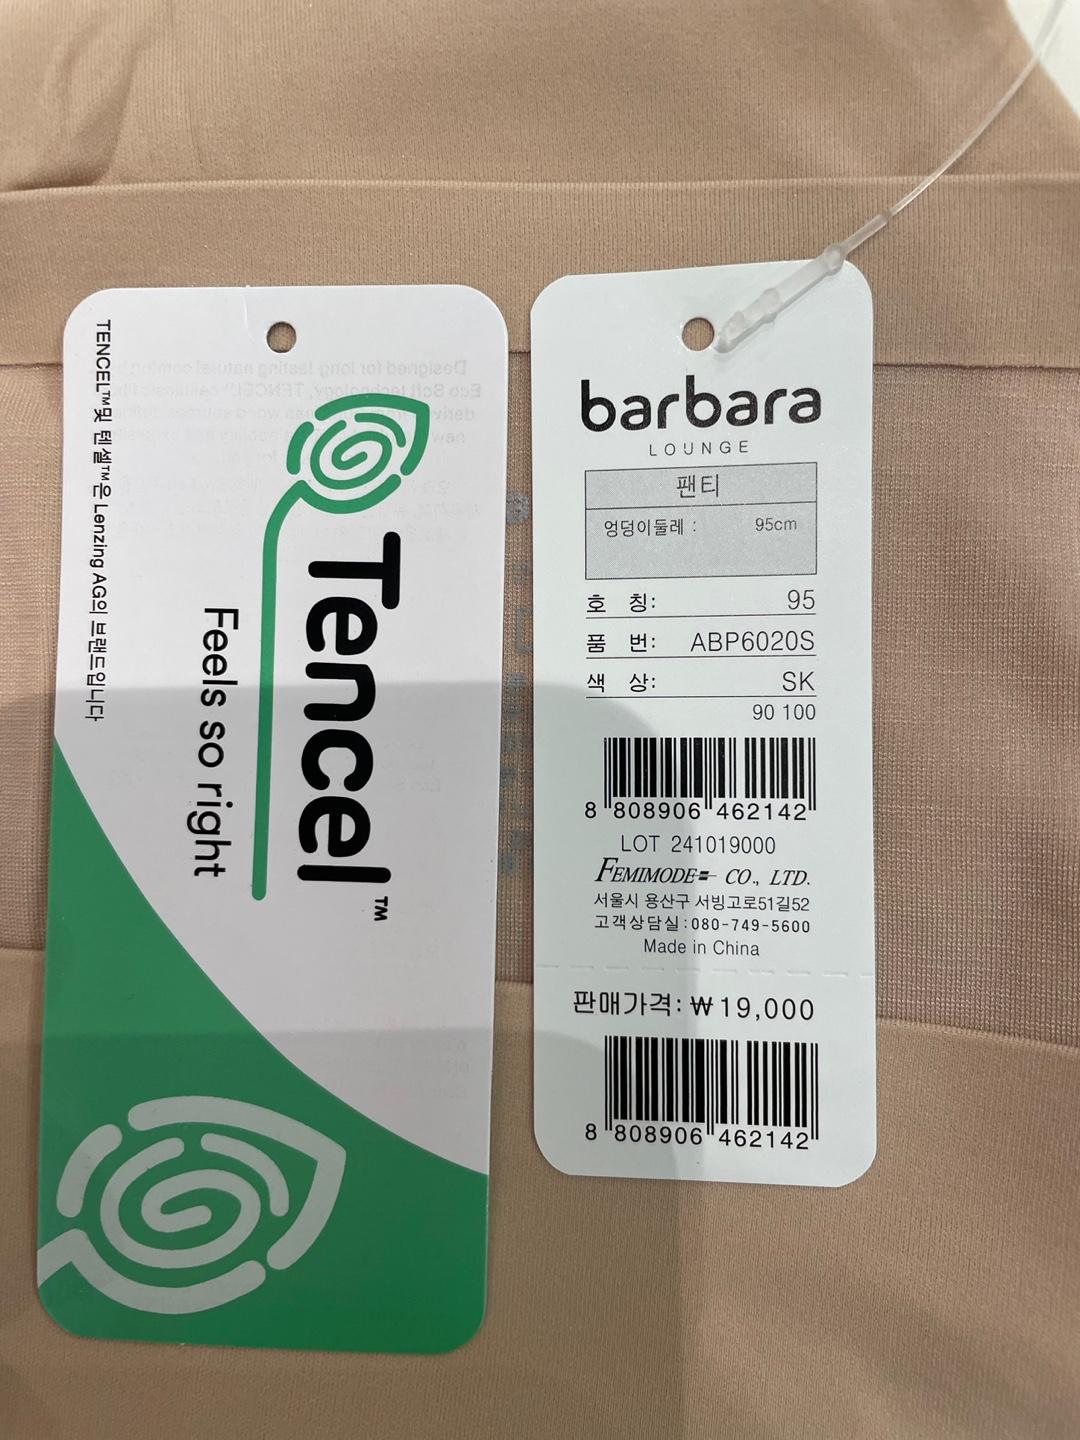 TENCEL™및 텐셀™은 Lenzing AG의 브랜드입니다
Tencel™
Feels so right
barbara
LOUNGE
팬티
엉덩이둘레 : 95cm
호 칭: 95
품 번: ABP6020S
색 상: SK
90 100
8 808906 462142
LOT 241019000
FEMIMODE CO., LTD.
서울시 용산구 서빙고로51길52
고객상담실:080-749-5600
Made in China
판매가격:₩19,000
8 808906 462142